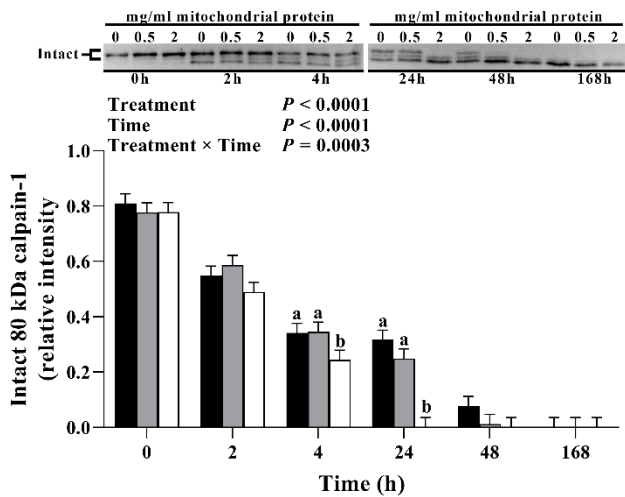 mg/ml mitochondrial protein mg/ml mitochondrial protein
0 0.5 2 0 0.5 2 0 0.5 2 0 0.5 2 0 0.5 2 0 0.5 2
Intact
0h 2h 4h 24h 48h 168h
Treatment P < 0.0001
Time P < 0.0001
Treatment × Time P = 0.0003
Intact 80 kDa calpain-1
(relative intensity
1.0
0.8
0.6
0.4
0.2
0.0
a a b a a b
0 2 4 24 48 168
Time (h)